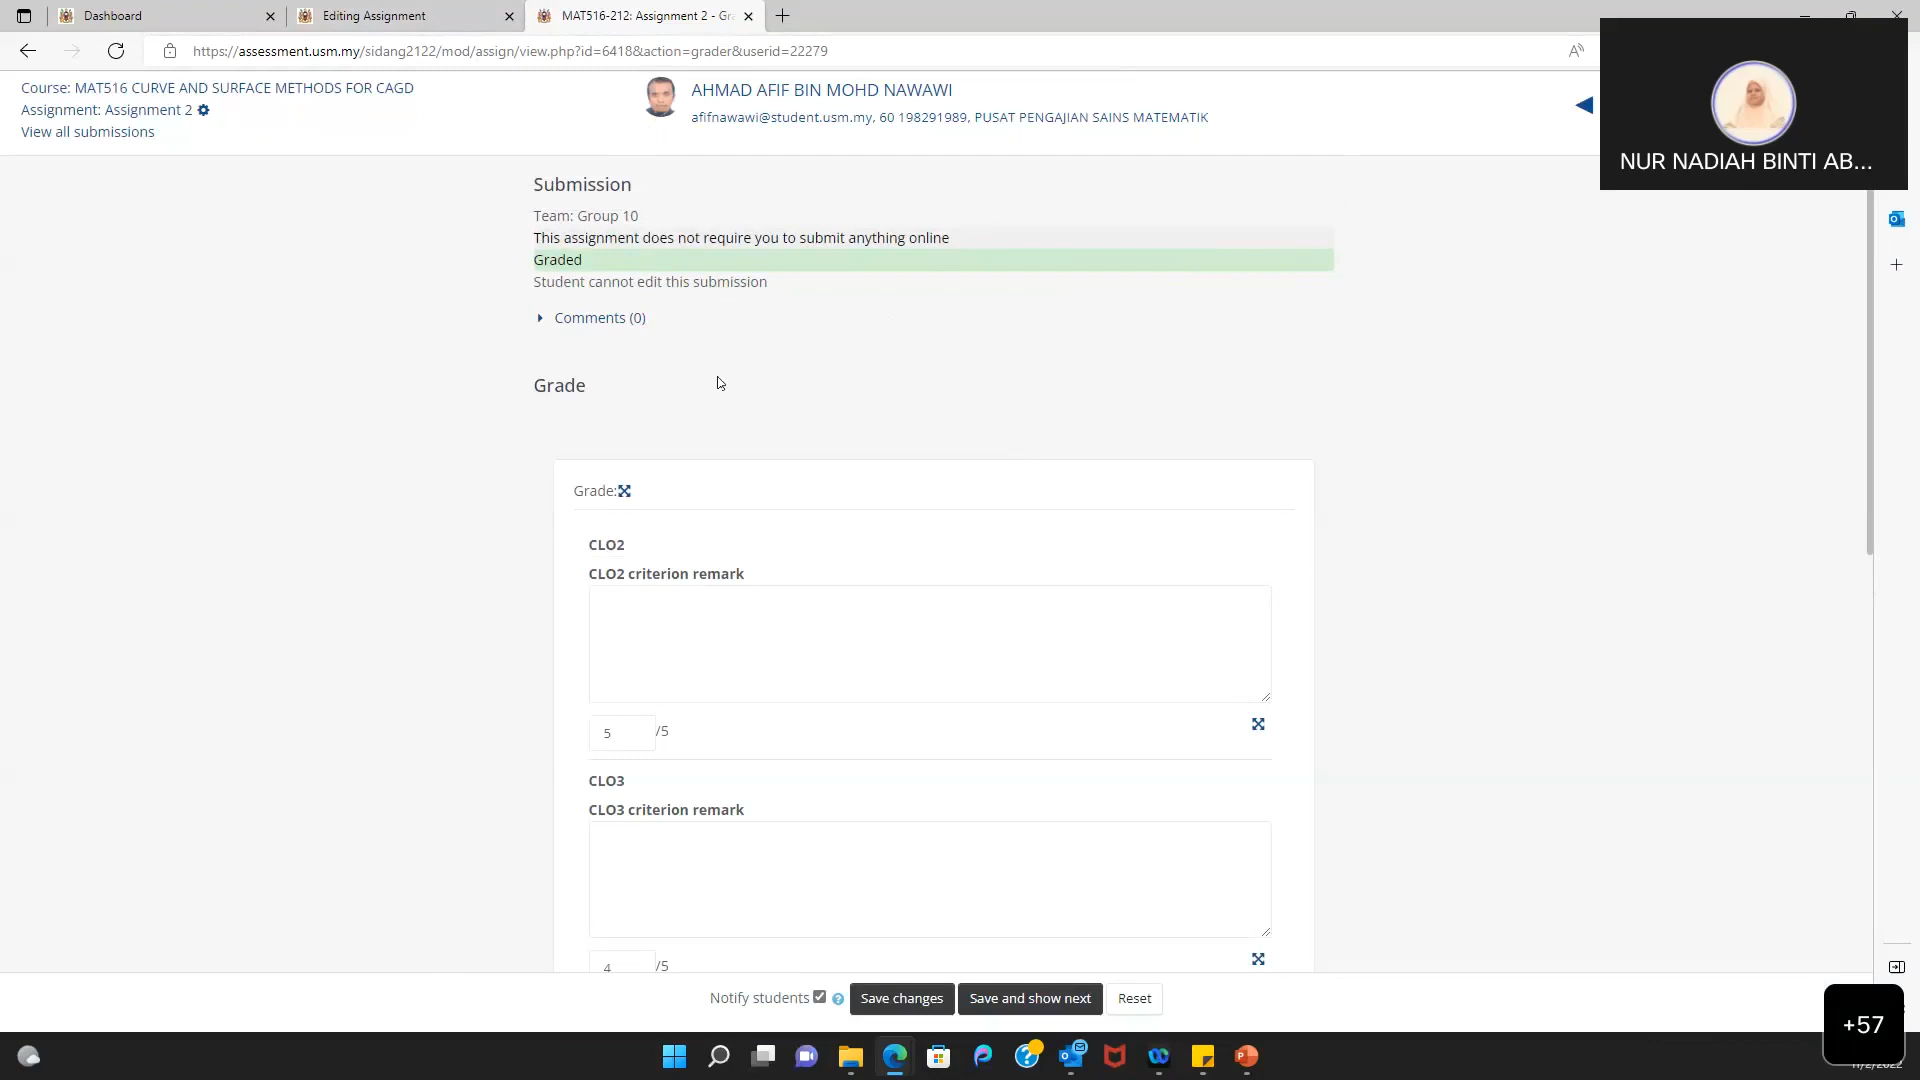 Dashboard
Editing Assignment
MAT516-212: Assignment 2 - Gr
https://assessment.usm.my/sidang2122/mod/assign/view.php?id=6418&action=grader&userid=22279
Course: MAT516 CURVE AND SURFACE METHODS FOR CAGD
Assignment: Assignment 2
View all submissions
AHMAD AFIF BIN MOHD NAWAWI
afifnawawi@student.usm.my, 60 198291989, PUSAT PENGAJIAN SAINS MATEMATIK
NUR NADIAH BINTI AB...
Submission
Team: Group 10
This assignment does not require you to submit anything online
Graded
Student cannot edit this submission
Comments (0)
Grade
Grade:
CLO2
CLO2 criterion remark
5 /5
CLO3
CLO3 criterion remark
4 /5
Notify students Save changes Save and show next Reset
+57